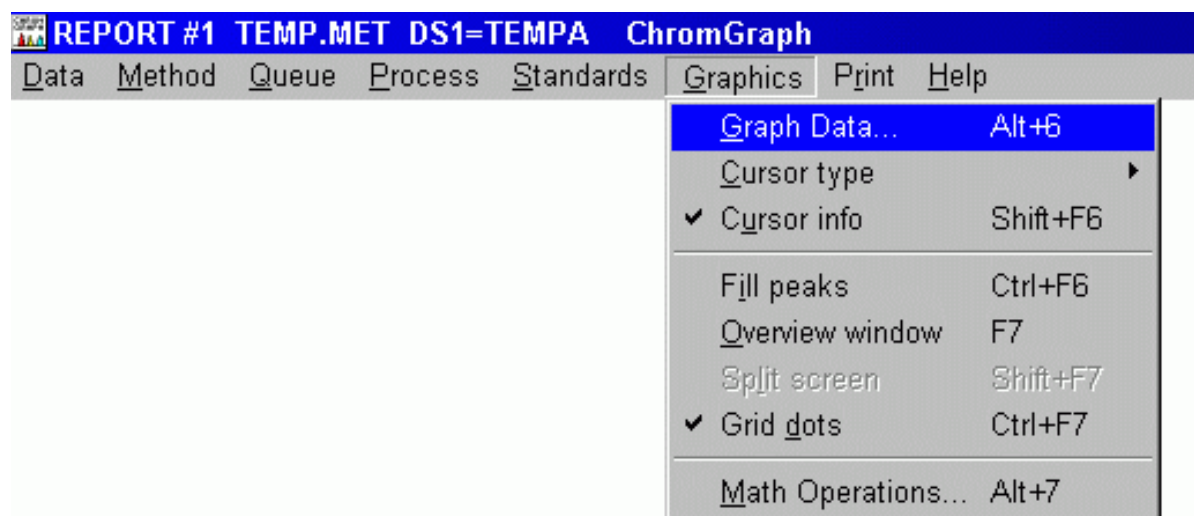 REPORT #1 TEMP.MET DS1=TEMPA ChromGraph
Data Method Queue Process Standards Graphics Print Help
Graph Data... Alt+6
Cursor type
Cursor info Shift+F6
Fill peaks Ctrl+F6
Overview window F7
Split screen Shift+F7
Grid dots Ctrl+F7
Math Operations... Alt+7